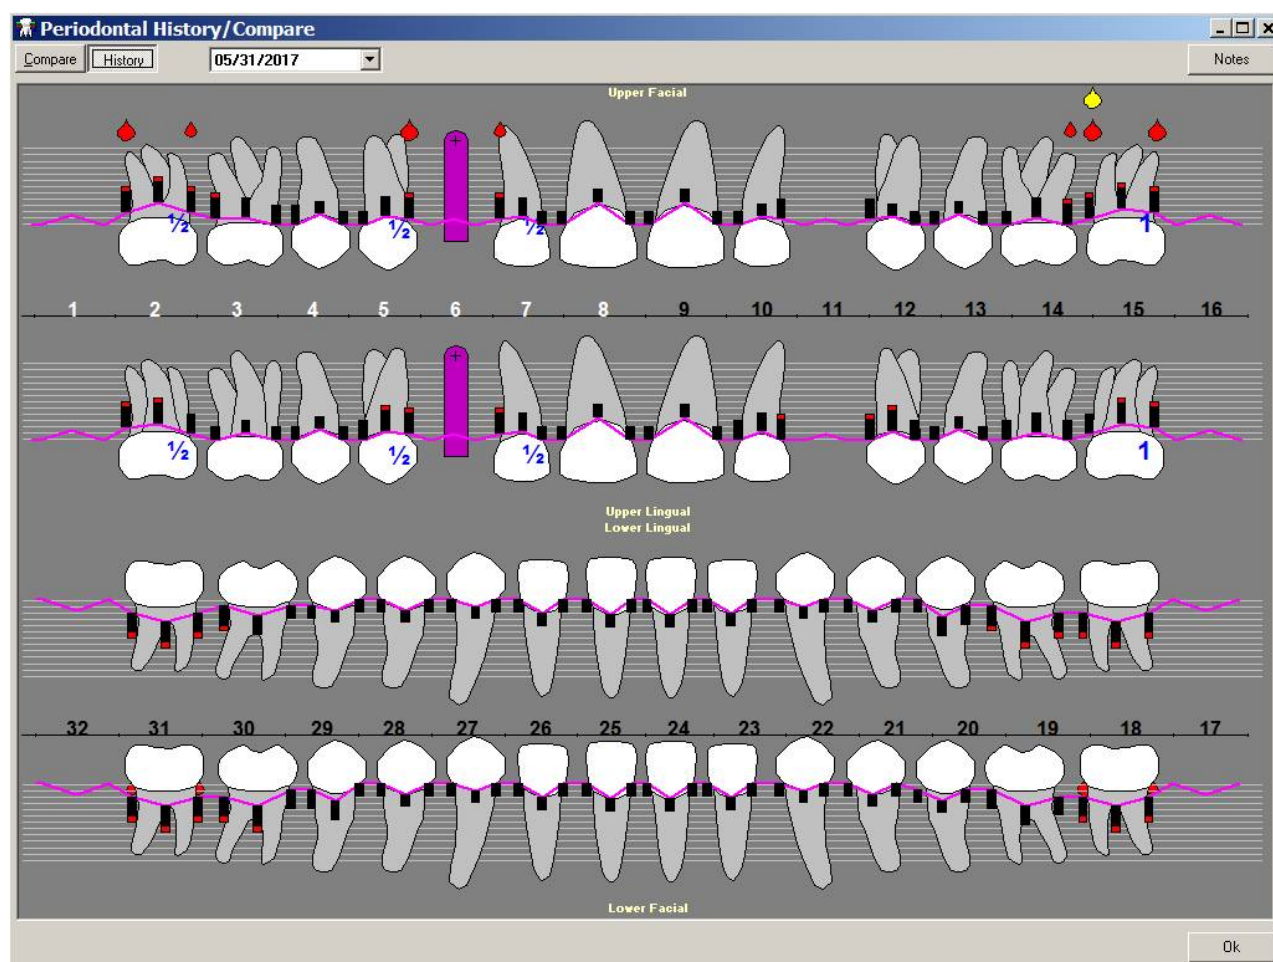 Periodontal History/Compare
Compare History 05/31/2017 Notes
Upper Facial
½ ½ ½ 1
1 2 3 4 5 6 7 8 9 10 11 12 13 14 15 16
½ ½ ½ 1
Upper Lingual
Lower Lingual
32 31 30 29 28 27 26 25 24 23 22 21 20 19 18 17
Lower Facial
Ok